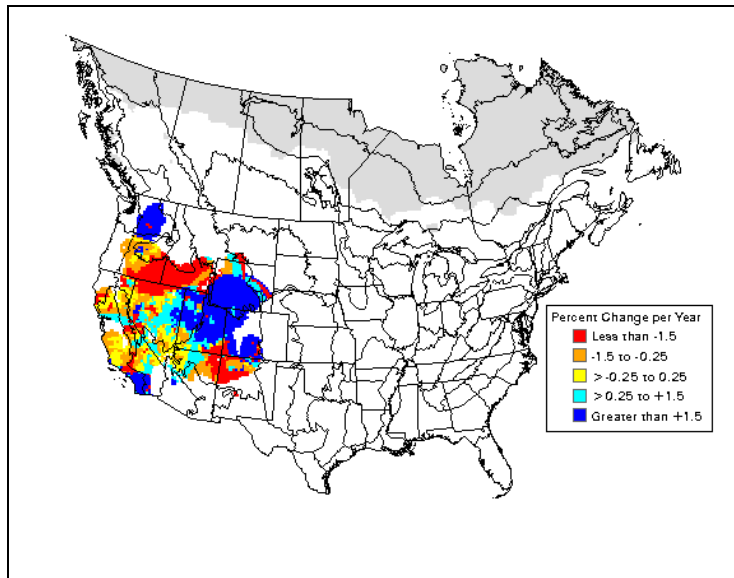 Percent Change per Year
Less than -1.5
-1.5 to -0.25
> -0.25 to 0.25
> 0.25 to +1.5
Greater than +1.5